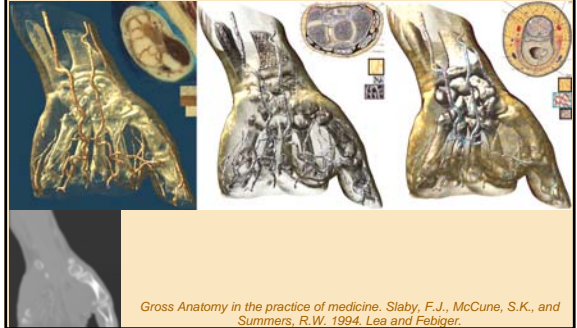 Gross Anatomy in the practice of medicine. Slaby, F.J., McCune, S.K., and
Summers, R.W. 1994. Lea and Febiger.